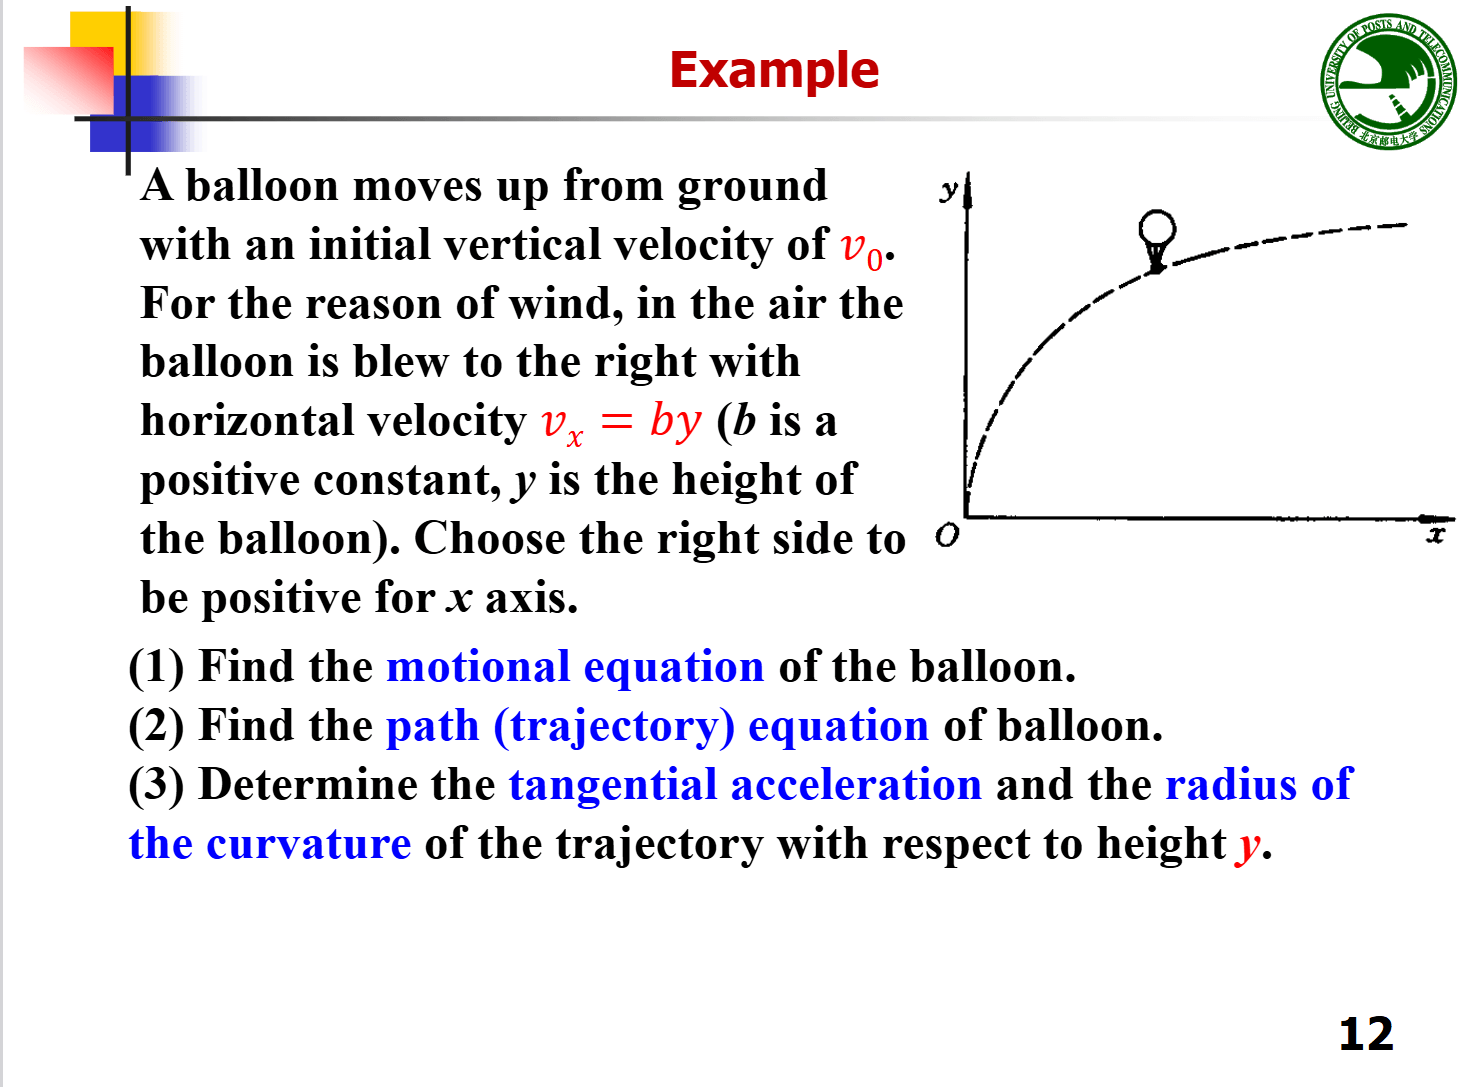 Example
BEIJING UNIVERSITY OF POSTS AND TELECOMMUNICATIONS
北京邮电大学
A balloon moves up from ground
with an initial vertical velocity of v₀.
For the reason of wind, in the air the
balloon is blew to the right with
horizontal velocity vₓ = by (b is a
positive constant, y is the height of
the balloon). Choose the right side to
be positive for x axis.
y
O
x
(1) Find the motional equation of the balloon.
(2) Find the path (trajectory) equation of balloon.
(3) Determine the tangential acceleration and the radius of
the curvature of the trajectory with respect to height y.
12